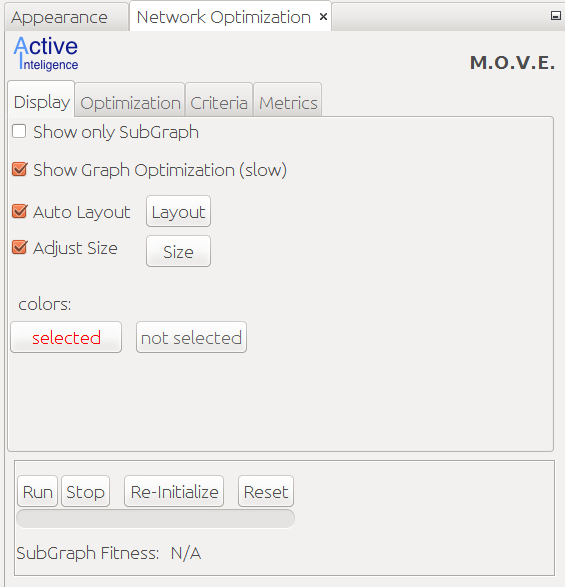 Appearance Network Optimization ×
Active
Inteligence
M.O.V.E.
Display Optimization Criteria Metrics
Show only SubGraph
Show Graph Optimization (slow)
Auto Layout Layout
Adjust Size Size
colors:
selected not selected
Run Stop Re-Initialize Reset
SubGraph Fitness: N/A